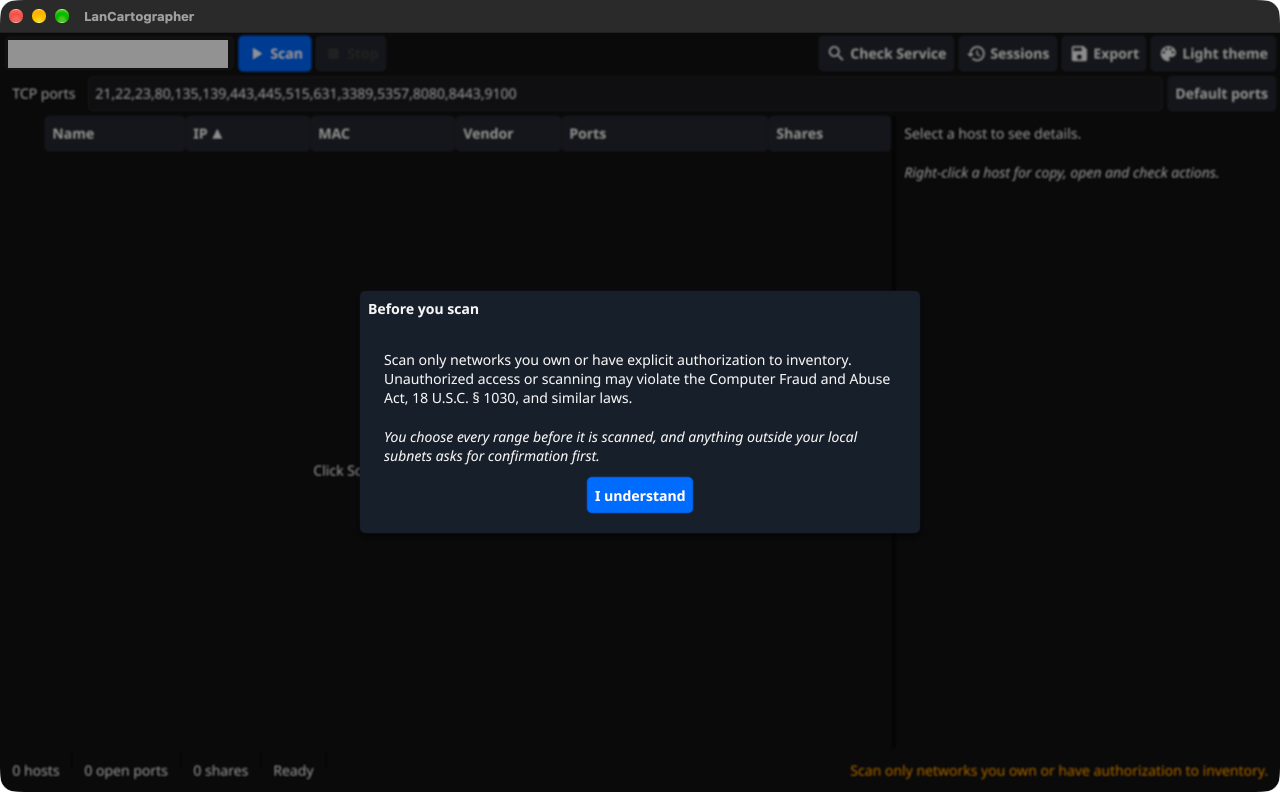 LanCartographer
Scan Stop Check Service Sessions Export Light theme
TCP ports 21,22,23,80,135,139,443,445,515,631,3389,5357,8080,8443,9100 Default ports
Name IP ▲ MAC Vendor Ports Shares
Select a host to see details.
Right-click a host for copy, open and check actions.
Before you scan
Scan only networks you own or have explicit authorization to inventory.
Unauthorized access or scanning may violate the Computer Fraud and Abuse
Act, 18 U.S.C. § 1030, and similar laws.
You choose every range before it is scanned, and anything outside your local
subnets asks for confirmation first.
Click
I understand
0 hosts 0 open ports 0 shares Ready Scan only networks you own or have authorization to inventory.